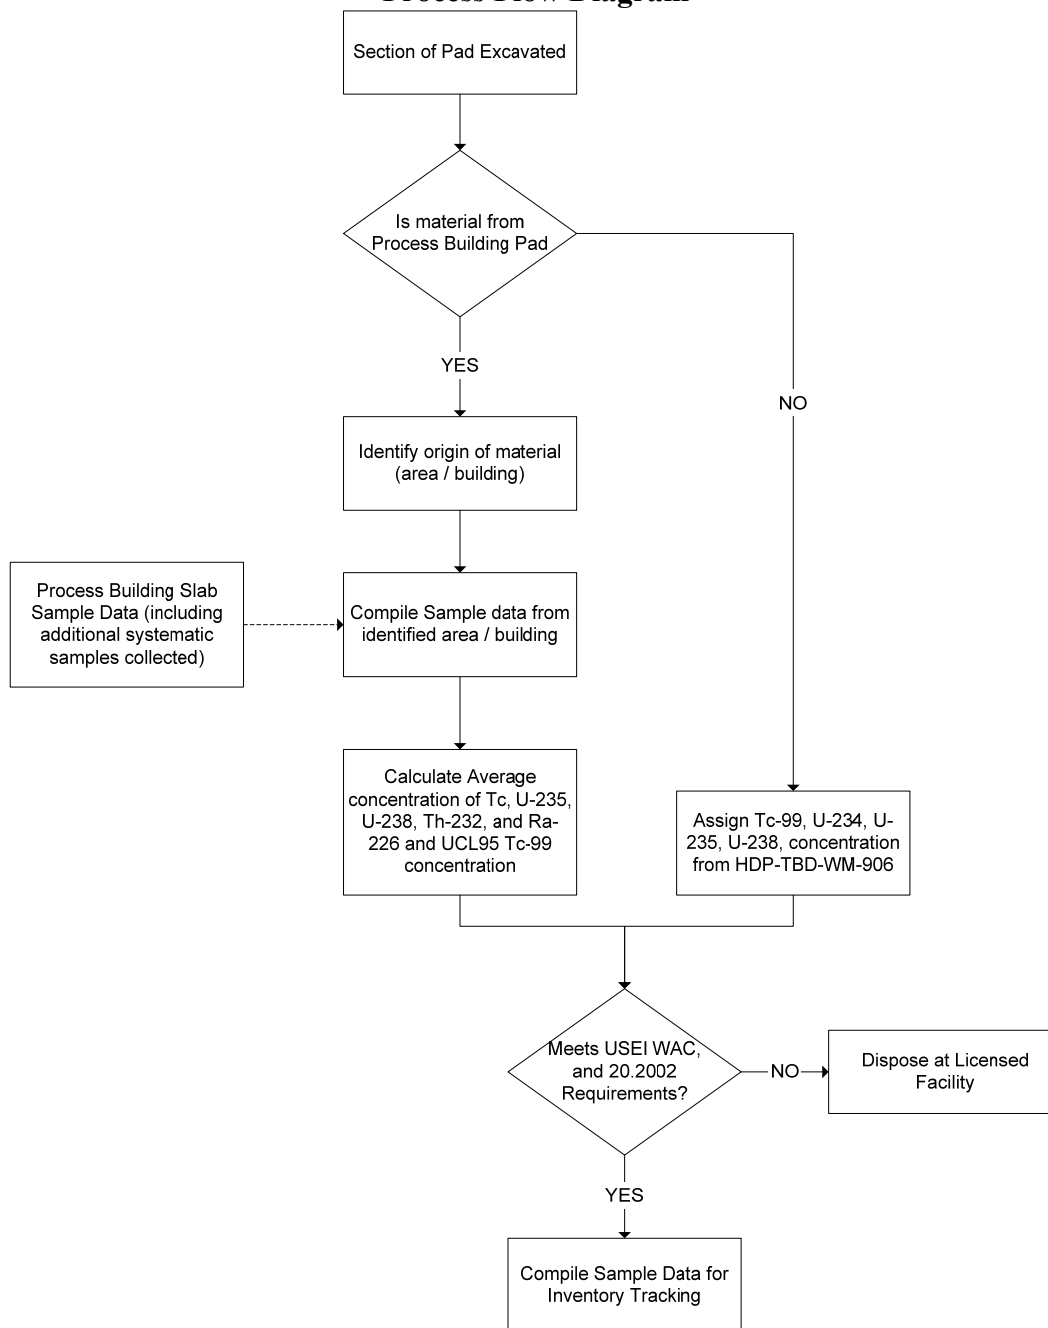 Process Flow Diagram
Section of Pad Excavated
Is material from
Process Building Pad
YES
NO
Identify origin of material
(area / building)
Process Building Slab
Sample Data (including
additional systematic
samples collected)
Compile Sample data from
identified area / building
Calculate Average
concentration of Tc, U-235,
U-238, Th-232, and Ra-
226 and UCL95 Tc-99
concentration
Assign Tc-99, U-234, U-
235, U-238, concentration
from HDP-TBD-WM-906
Meets USEI WAC,
and 20.2002
Requirements?
NO
Dispose at Licensed
Facility
YES
Compile Sample Data for
Inventory Tracking